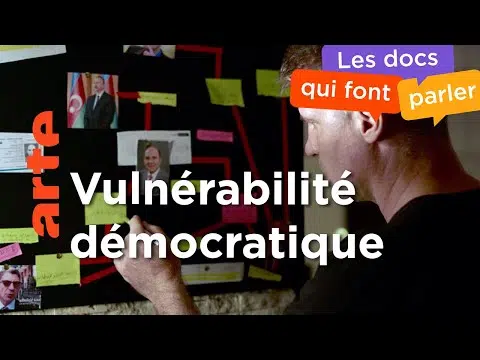 Les docs
qui font
parler
arte
Vulnérabilité
démocratique